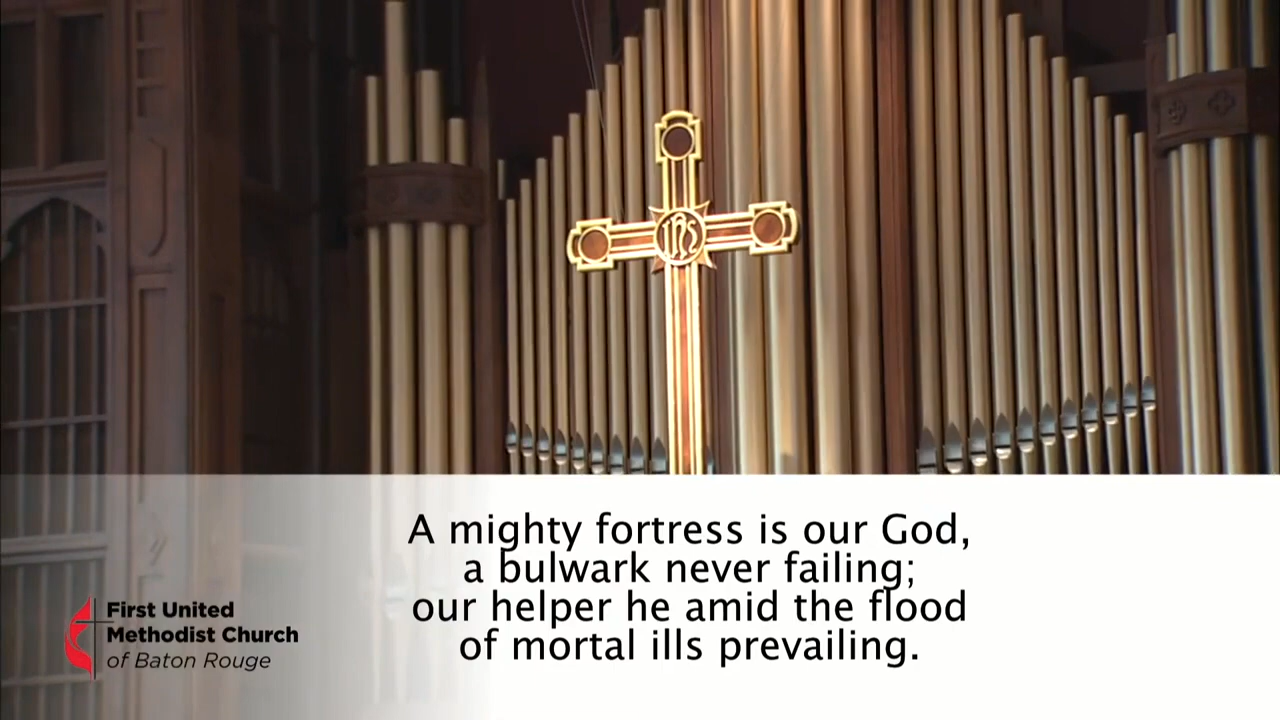 IHS
A mighty fortress is our God,
a bulwark never failing;
our helper he amid the flood
of mortal ills prevailing.
First United
Methodist Church
of Baton Rouge